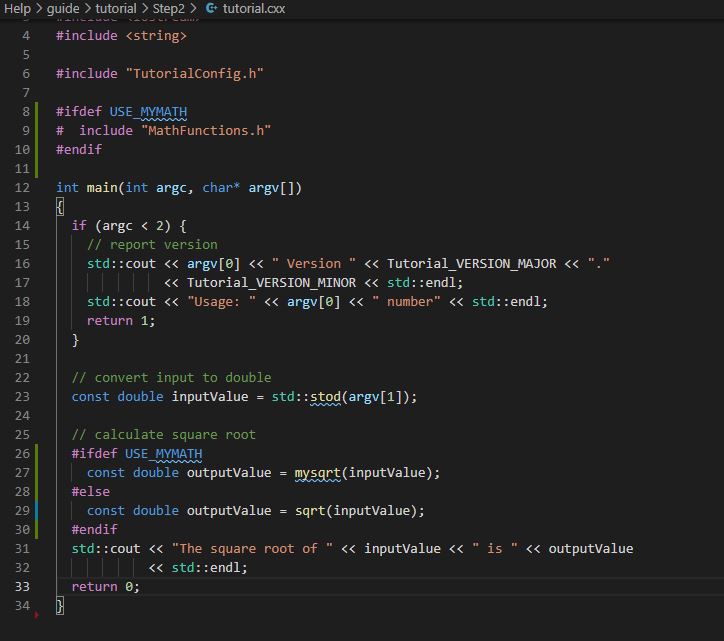 Help > guide > tutorial > Step2 > tutorial.cxx
3 #include <iostream>
4 #include <string>
5
6 #include "TutorialConfig.h"
7
8 #ifdef USE_MYMATH
9 #  include "MathFunctions.h"
10 #endif
11
12 int main(int argc, char* argv[])
13 {
14   if (argc < 2) {
15     // report version
16     std::cout << argv[0] << " Version " << Tutorial_VERSION_MAJOR << "."
17               << Tutorial_VERSION_MINOR << std::endl;
18     std::cout << "Usage: " << argv[0] << " number" << std::endl;
19     return 1;
20   }
21
22   // convert input to double
23   const double inputValue = std::stod(argv[1]);
24
25   // calculate square root
26   #ifdef USE_MYMATH
27     const double outputValue = mysqrt(inputValue);
28   #else
29     const double outputValue = sqrt(inputValue);
30   #endif
31   std::cout << "The square root of " << inputValue << " is " << outputValue
32             << std::endl;
33   return 0;
34 }